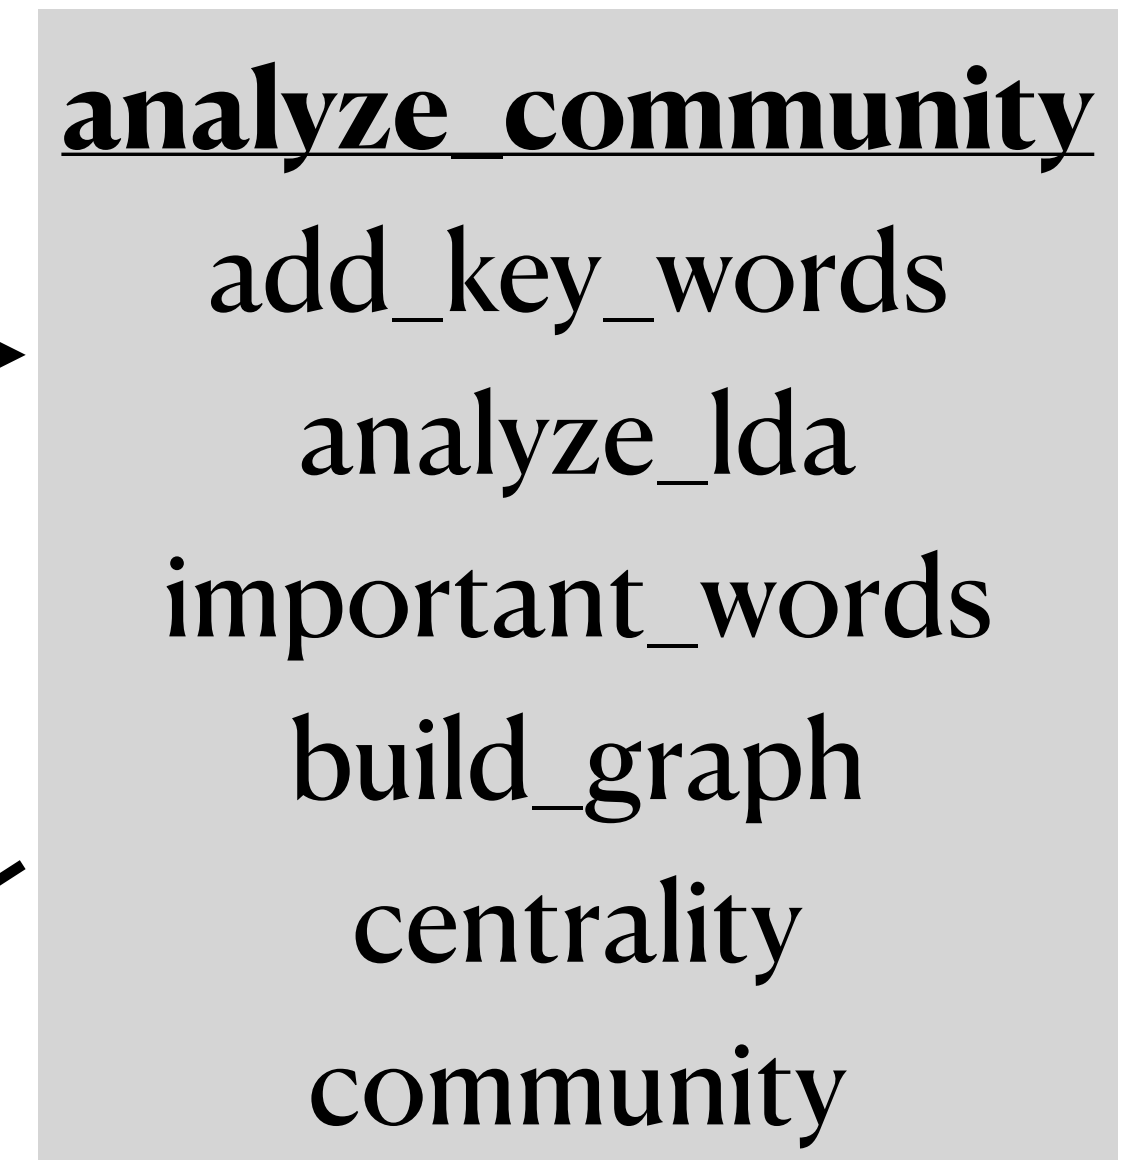 analyze_community
add_key_words
analyze_lda
important_words
build_graph
centrality
community